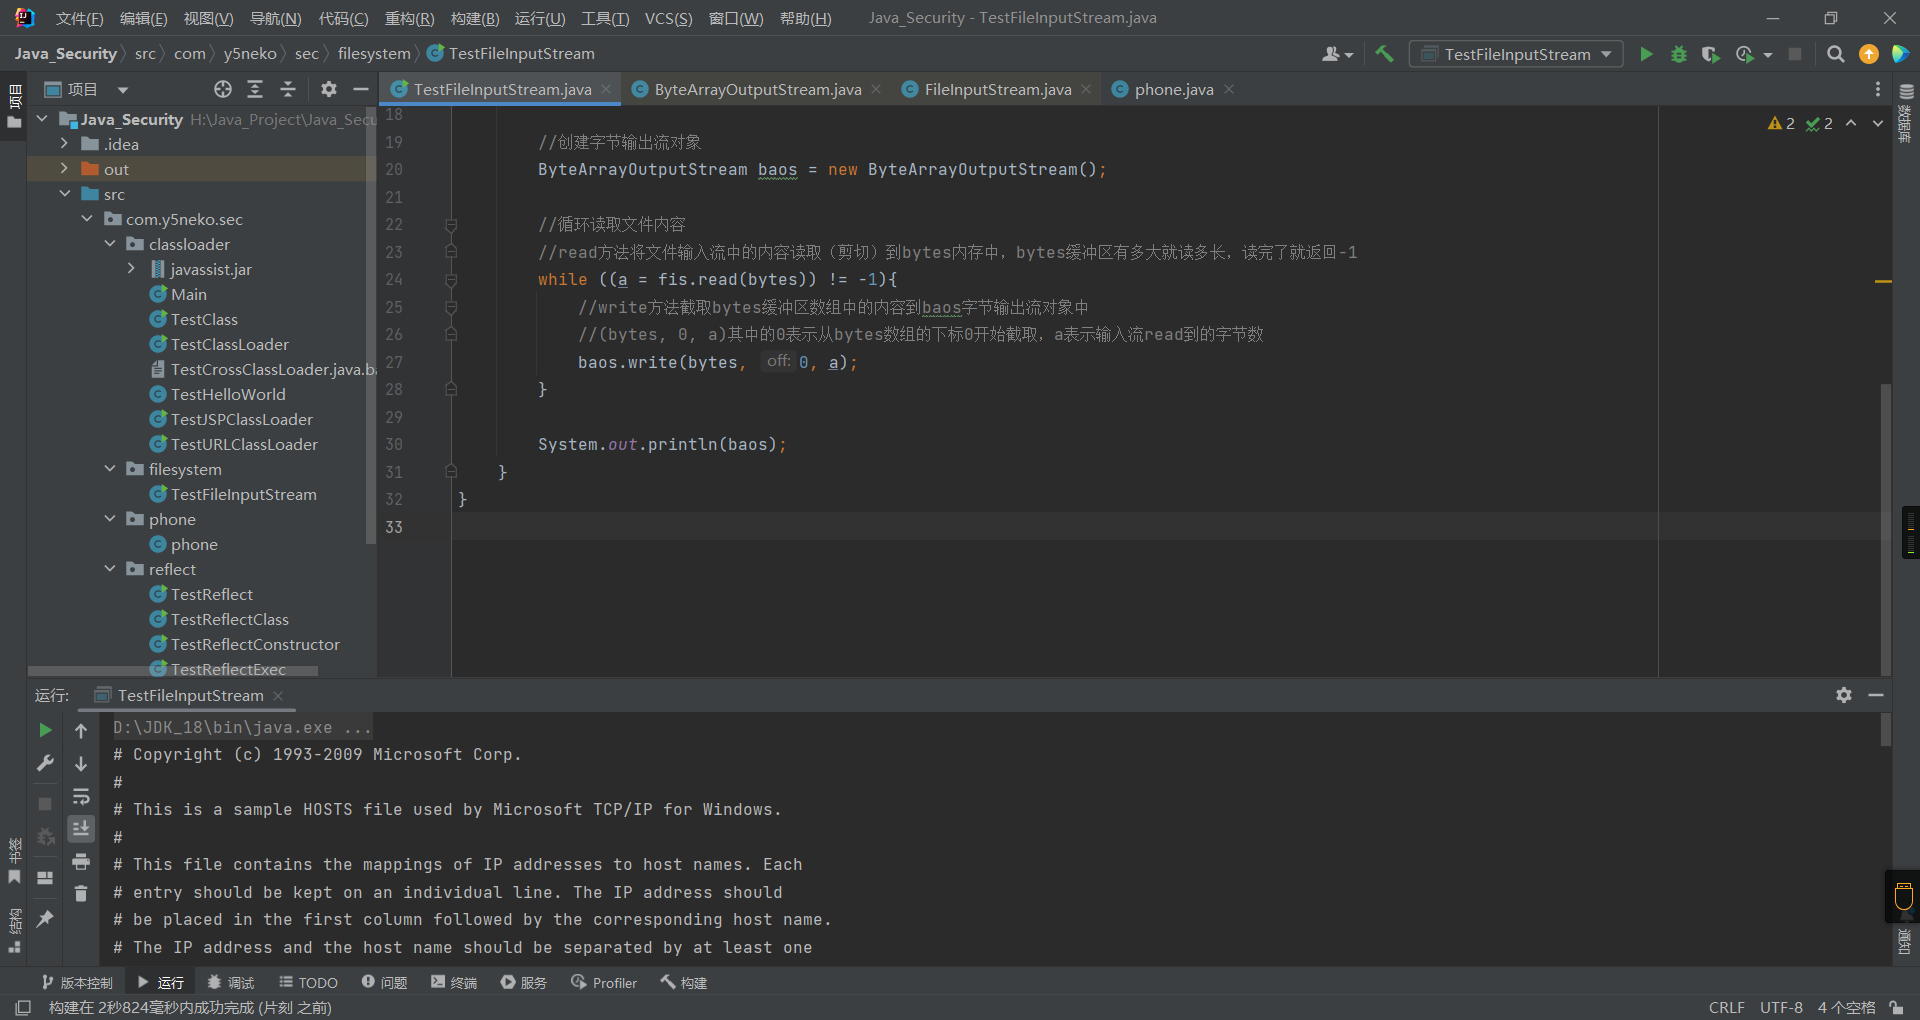 文件(F) 编辑(E) 视图(V) 导航(N) 代码(C) 重构(R) 构建(B) 运行(U) 工具(T) VCS(S) 窗口(W) 帮助(H) Java_Security - TestFileInputStream.java
Java_Security src com y5neko sec filesystem TestFileInputStream
TestFileInputStream
项目
项目
TestFileInputStream.java ByteArrayOutputStream.java FileInputStream.java phone.java
数据库
Java_Security H:\Java_Project\Java_Secu
.idea
out
src
com.y5neko.sec
classloader
javassist.jar
Main
TestClass
TestClassLoader
TestCrossClassLoader.java.b
TestHelloWorld
TestJSPClassLoader
TestURLClassLoader
filesystem
TestFileInputStream
phone
phone
reflect
TestReflect
TestReflectClass
TestReflectConstructor
TestReflectExec
2 2
18
19 //创建字节输出流对象
20 ByteArrayOutputStream baos = new ByteArrayOutputStream();
21
22 //循环读取文件内容
23 //read方法将文件输入流中的内容读取（剪切）到bytes内存中，bytes缓冲区有多大就读多长，读完了就返回-1
24 while ((a = fis.read(bytes)) != -1){
25 //write方法截取bytes缓冲区数组中的内容到baos字节输出流对象中
26 //(bytes, 0, a)其中的0表示从bytes数组的下标0开始截取，a表示输入流read到的字节数
27 baos.write(bytes, off: 0, a);
28 }
29
30 System.out.println(baos);
31 }
32 }
33
运行: TestFileInputStream
D:\JDK_18\bin\java.exe ...
# Copyright (c) 1993-2009 Microsoft Corp.
#
# This is a sample HOSTS file used by Microsoft TCP/IP for Windows.
#
# This file contains the mappings of IP addresses to host names. Each
# entry should be kept on an individual line. The IP address should
# be placed in the first column followed by the corresponding host name.
# The IP address and the host name should be separated by at least one
书签
结构
通知
版本控制 运行 调试 TODO 问题 终端 服务 Profiler 构建
构建在 2秒824毫秒内成功完成 (片刻 之前) CRLF UTF-8 4 个空格